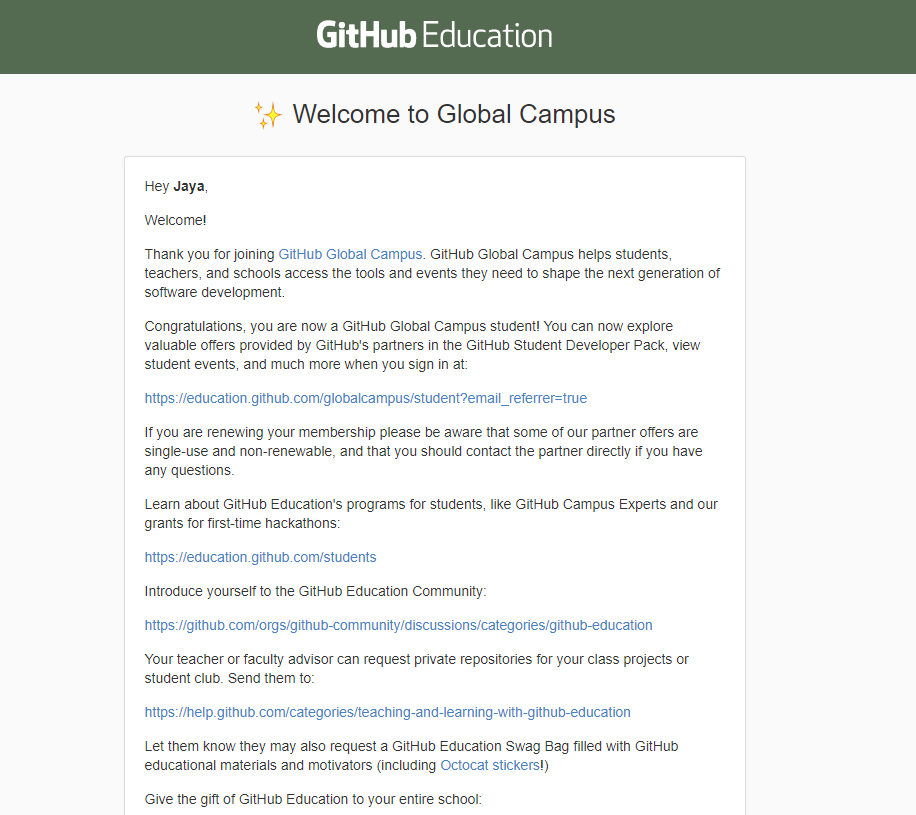 GitHub Education
✨ Welcome to Global Campus
Hey Jaya,
Welcome!
Thank you for joining GitHub Global Campus. GitHub Global Campus helps students,
teachers, and schools access the tools and events they need to shape the next generation of
software development.
Congratulations, you are now a GitHub Global Campus student! You can now explore
valuable offers provided by GitHub's partners in the GitHub Student Developer Pack, view
student events, and much more when you sign in at:
https://education.github.com/globalcampus/student?email_referrer=true
If you are renewing your membership please be aware that some of our partner offers are
single-use and non-renewable, and that you should contact the partner directly if you have
any questions.
Learn about GitHub Education's programs for students, like GitHub Campus Experts and our
grants for first-time hackathons:
https://education.github.com/students
Introduce yourself to the GitHub Education Community:
https://github.com/orgs/github-community/discussions/categories/github-education
Your teacher or faculty advisor can request private repositories for your class projects or
student club. Send them to:
https://help.github.com/categories/teaching-and-learning-with-github-education
Let them know they may also request a GitHub Education Swag Bag filled with GitHub
educational materials and motivators (including Octocat stickers!)
Give the gift of GitHub Education to your entire school: